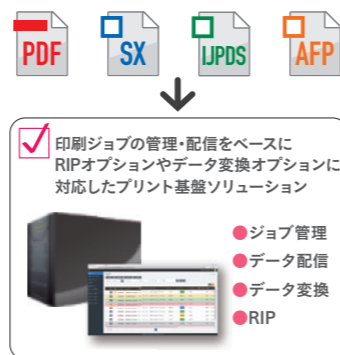 PDF
SX
IJPDS
AFP
印刷ジョブの管理・配信をベースに
RIPオプションやデータ変換オプションに
対応したプリント基盤ソリューション
●ジョブ管理
●データ配信
●データ変換
●RIP